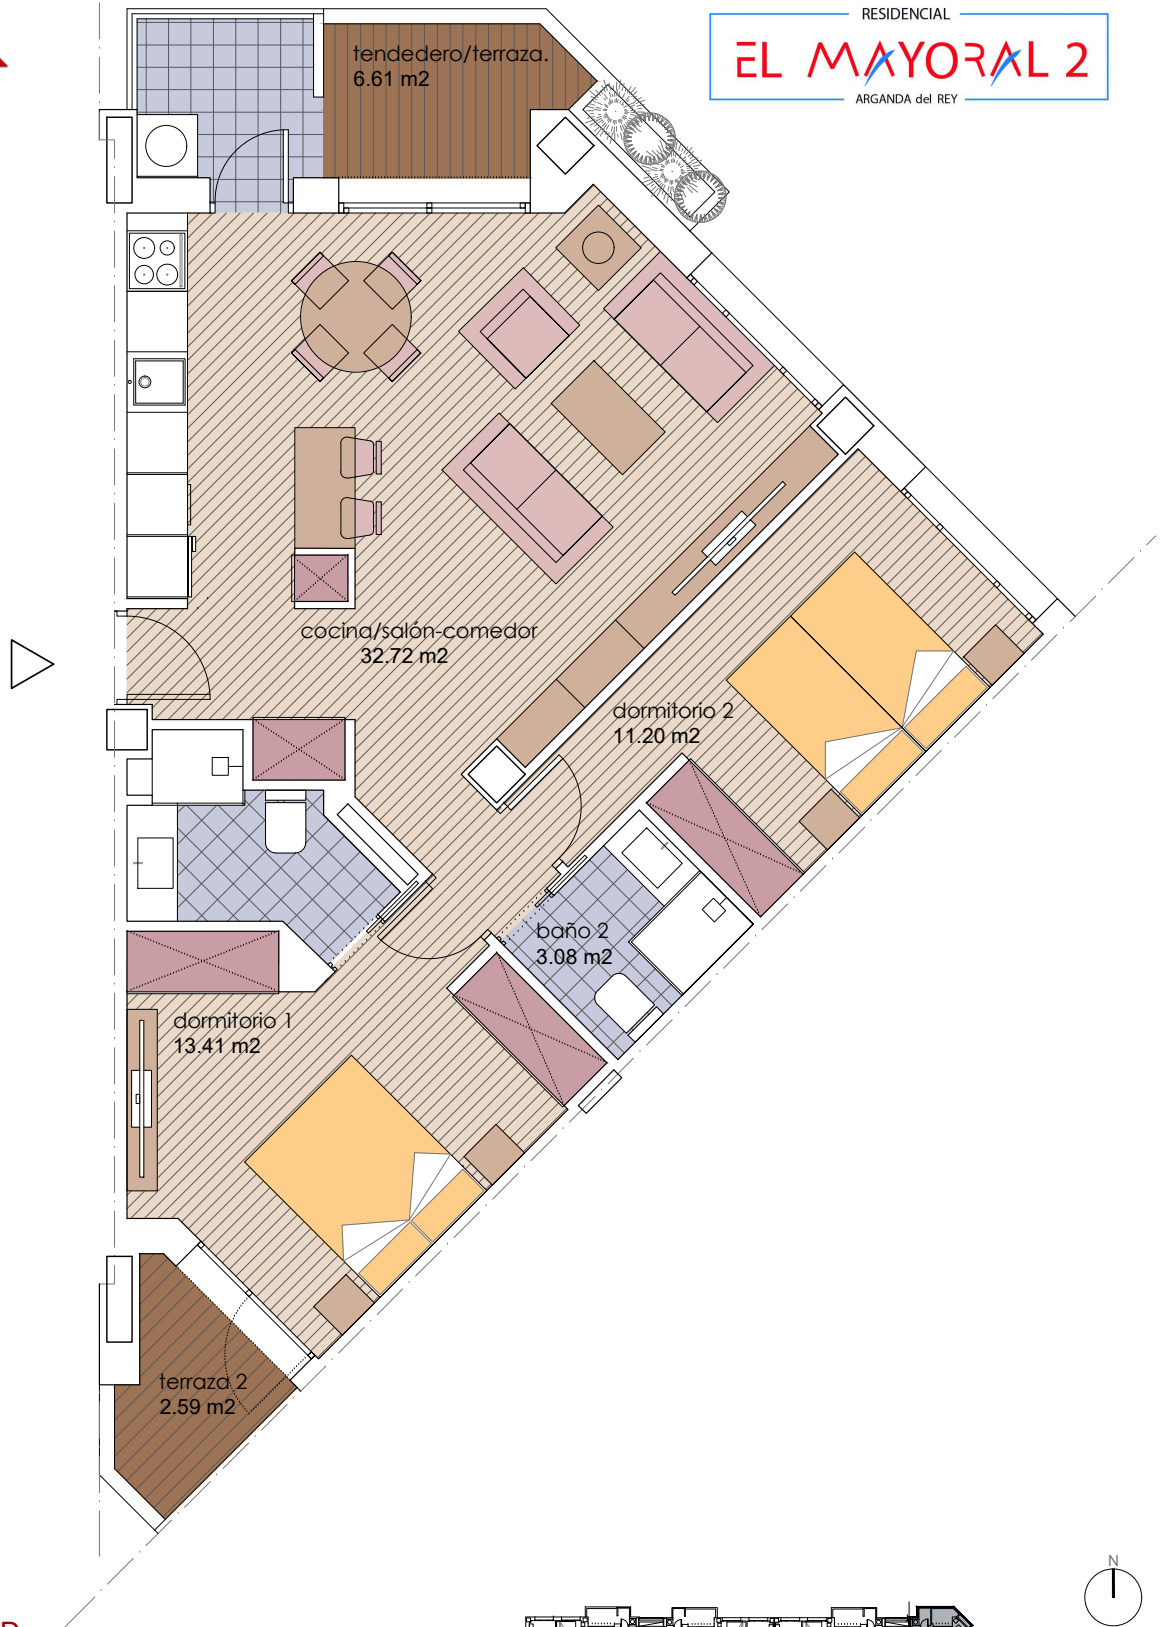 RESIDENCIAL
EL MAYORAL 2
ARGANDA del REY
tendedero/terraza.
6.61 m2
cocina/salón-comedor
32.72 m2
dormitorio 2
11.20 m2
baño 2
3.08 m2
dormitorio 1
13.41 m2
terraza 2
2.59 m2
N